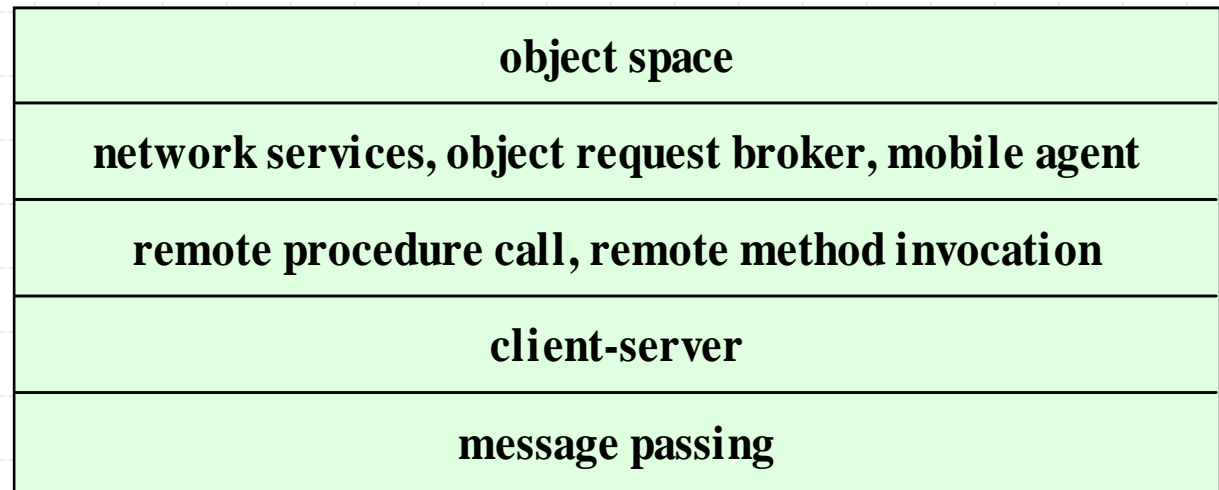 object space
network services, object request broker, mobile agent
remote procedure call, remote method invocation
client-server
message passing